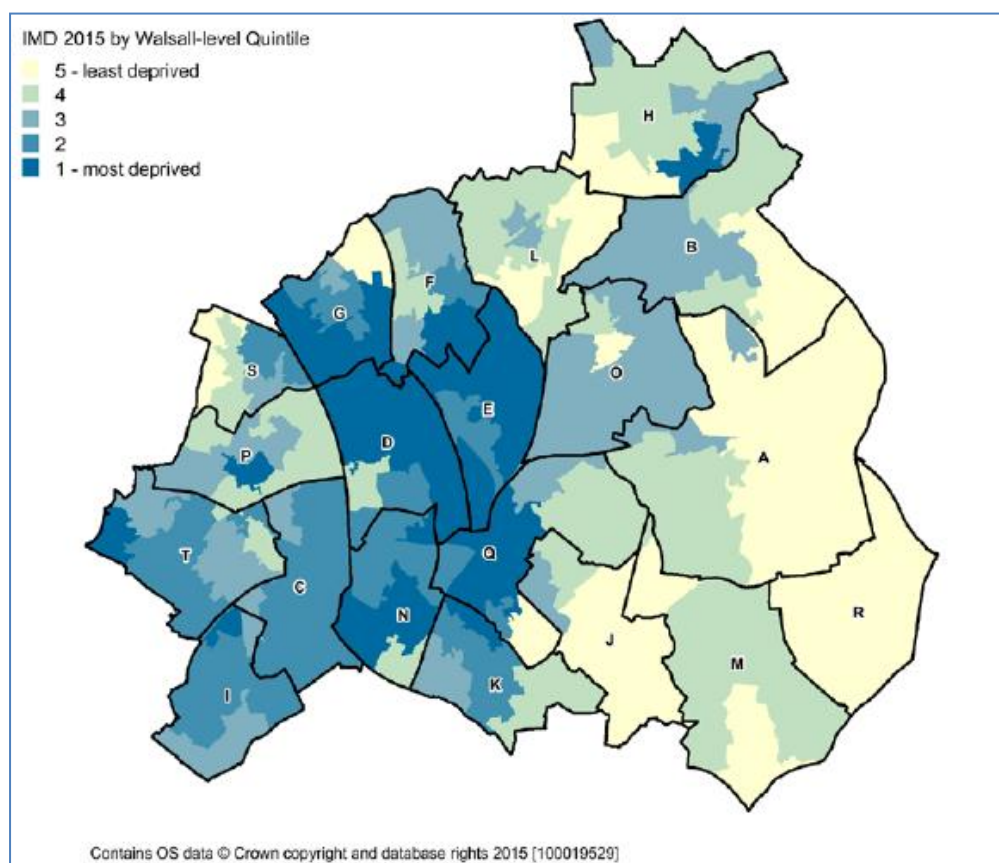 IMD 2015 by Walsall-level Quintile
5 - least deprived
4
3
2
1 - most deprived
H
B
L
F
G
S
O
E
D
P
A
T
Q
C
N
R
J
M
K
I
Contains OS data © Crown copyright and database rights 2015 [100019529]